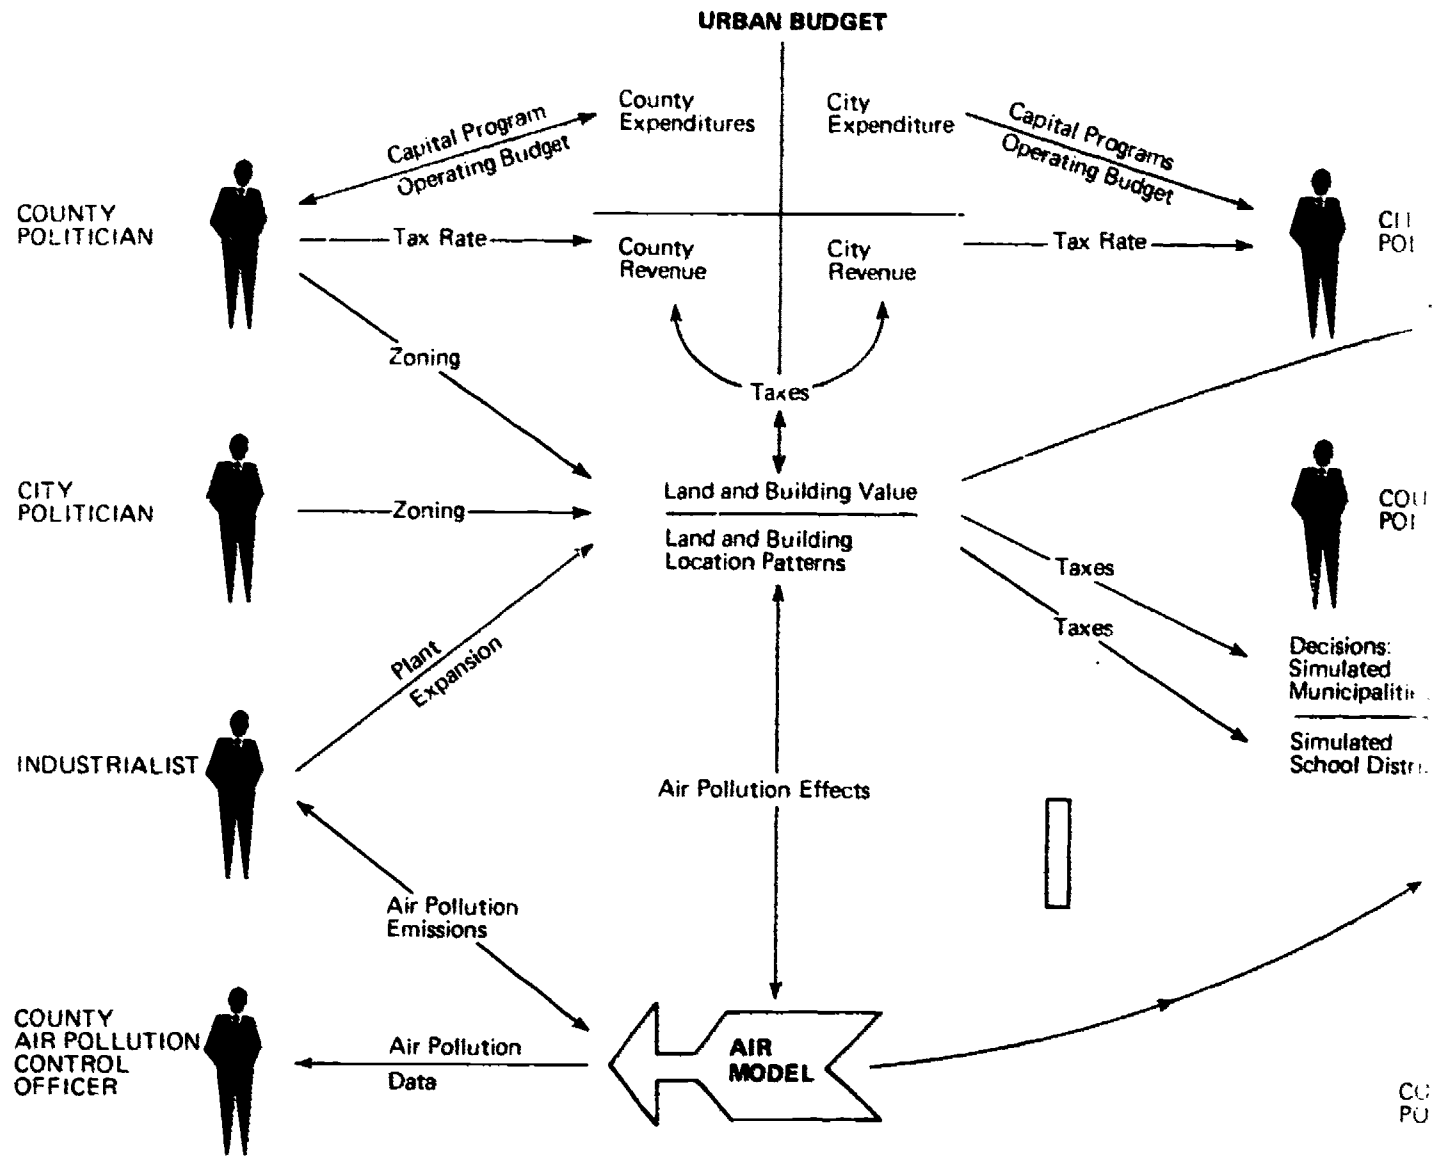 URBAN BUDGET
County
Expenditures
City
Expenditure
Capital Program
Operating Budget
Capital Programs
Operating Budget
COUNTY
POLITICIAN
Tax Rate
County
Revenue
City
Revenue
Tax Rate
Zoning
Taxes
CITY
POLITICIAN
Zoning
Land and Building Value
Land and Building
Location Patterns
Taxes
Taxes
Decisions:
Simulated
Simulated
School
Plant
Expansion
INDUSTRIALIST
Air Pollution Effects
Air Pollution
Emissions
COUNTY
AIR POLLUTION
CONTROL
OFFICER
Air Pollution
Data
AIR
MODEL